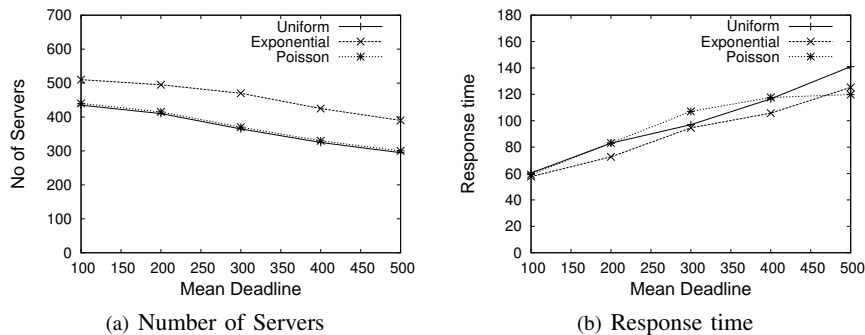 700
600
500
400
300
200
100
0
No of Servers
Uniform
Exponential
Poisson
100 150 200 250 300 350 400 450 500
Mean Deadline
(a) Number of Servers
180
160
140
120
100
80
60
40
20
0
Response time
Uniform
Exponential
Poisson
100 150 200 250 300 350 400 450 500
Mean Deadline
(b) Response time